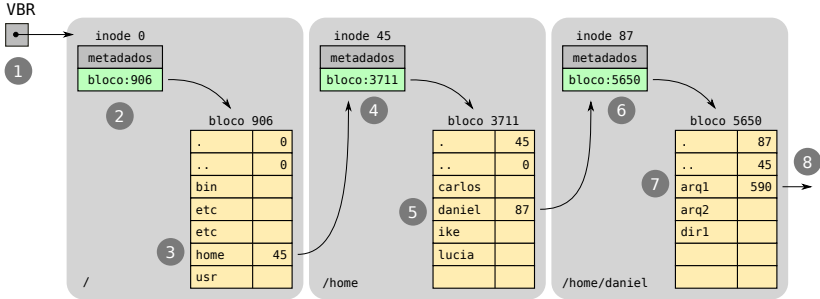 VBR
1
inode 0
metadados
bloco:906
2
bloco 906
. 0
.. 0
bin
etc
etc
3
home 45
usr
/
inode 45
metadados
bloco:3711
4
bloco 3711
. 45
.. 0
carlos
5
daniel 87
ike
lucia
/home
inode 87
metadados
bloco:5650
6
bloco 5650
. 87
.. 45
7
arq1 590
8
arq2
dir1
/home/daniel